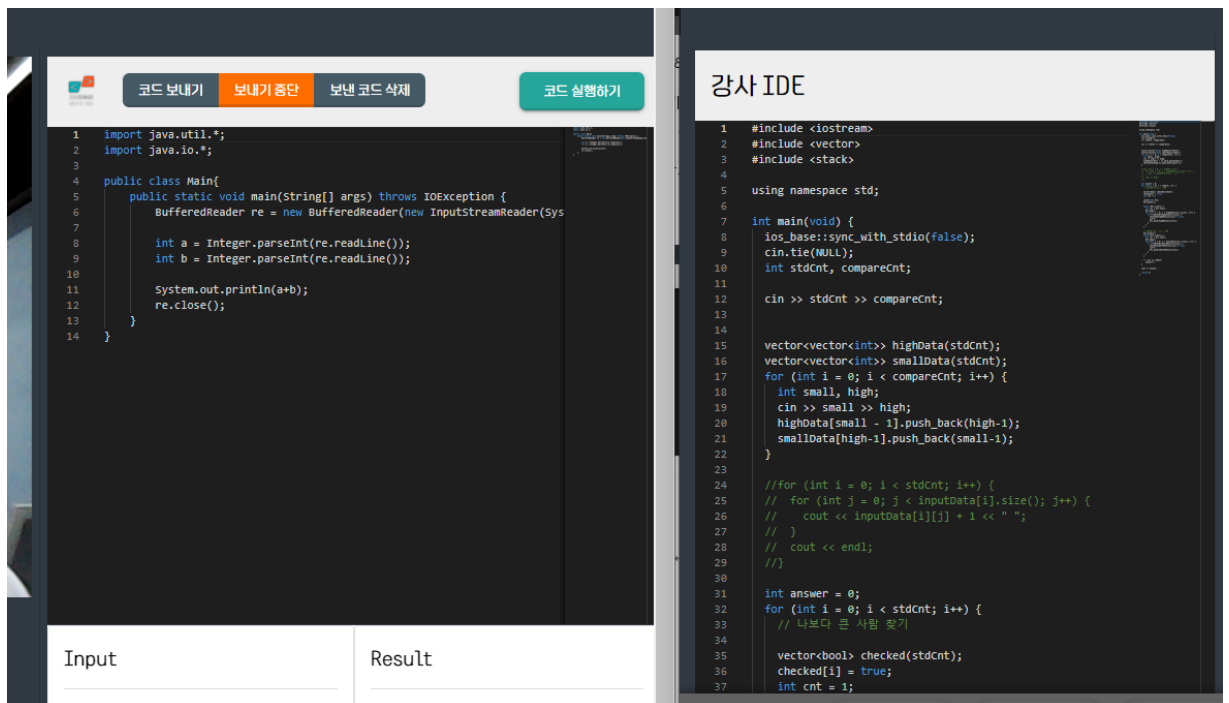 코드 보내기
보내기 중단
보낸 코드 삭제
코드 실행하기
1 import java.util.*;
2 import java.io.*;
3
4 public class Main{
5 public static void main(String[] args) throws IOException {
6 BufferedReader re = new BufferedReader(new InputStreamReader(Sys
7
8 int a = Integer.parseInt(re.readLine());
9 int b = Integer.parseInt(re.readLine());
10
11 System.out.println(a+b);
12 re.close();
13 }
14 }
Input
Result
강사 IDE
1 #include <iostream>
2 #include <vector>
3 #include <stack>
4
5 using namespace std;
6
7 int main(void) {
8 ios_base::sync_with_stdio(false);
9 cin.tie(NULL);
10 int stdCnt, compareCnt;
11
12 cin >> stdCnt >> compareCnt;
13
14
15 vector<vector<int>> highData(stdCnt);
16 vector<vector<int>> smallData(stdCnt);
17 for (int i = 0; i < compareCnt; i++) {
18 int small, high;
19 cin >> small >> high;
20 highData[small - 1].push_back(high-1);
21 smallData[high-1].push_back(small-1);
22 }
23
24 //for (int i = 0; i < stdCnt; i++) {
25 // for (int j = 0; j < inputData[i].size(); j++) {
26 // cout << inputData[i][j] + 1 << " ";
27 // }
28 // cout << endl;
29 //}
30
31 int answer = 0;
32 for (int i = 0; i < stdCnt; i++) {
33 // 나보다 큰 사람 찾기
34
35 vector<bool> checked(stdCnt);
36 checked[i] = true;
37 int cnt = 1;